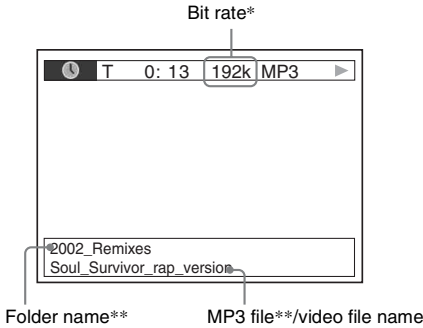 Bit rate*
T 0: 13 192k MP3
2002_Remixes
Soul_Survivor_rap_version
Folder name** MP3 file**/video file name